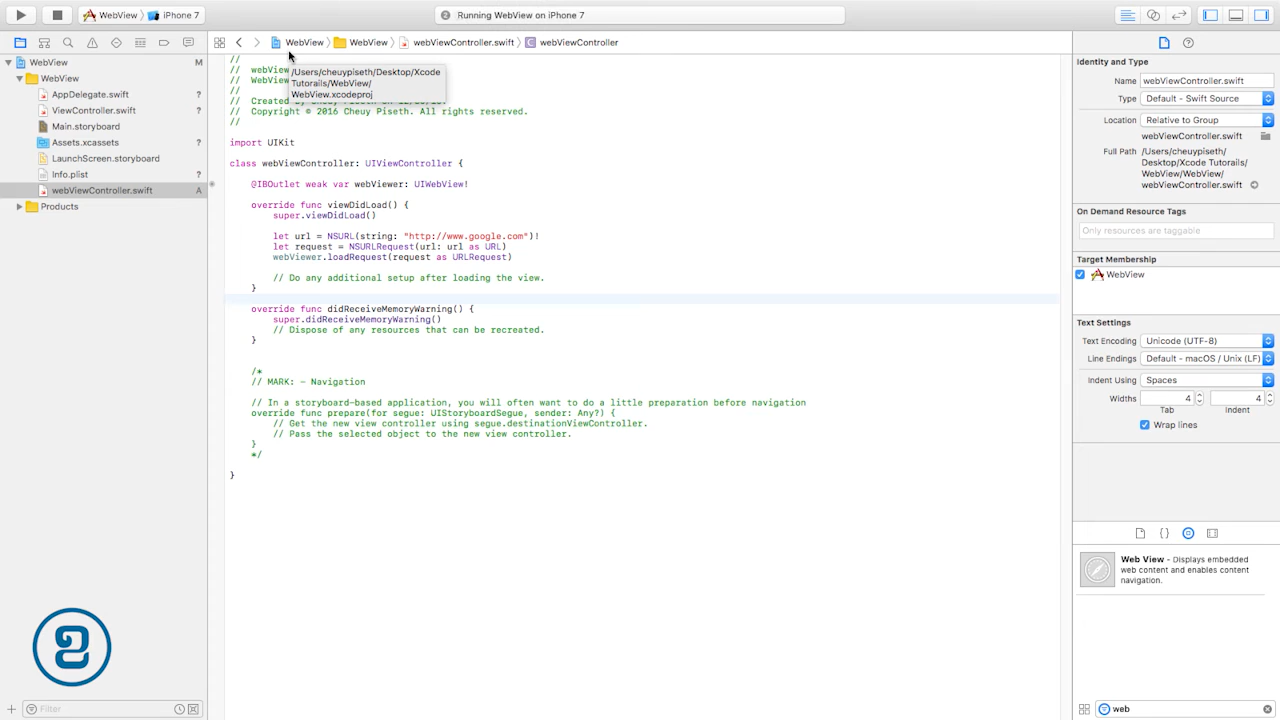 WebView
iPhone 7
Running WebView on iPhone 7
WebView
WebView
webViewController.swift
webViewController
WebView
M
WebView
AppDelegate.swift
?
ViewController.swift
?
Main.storyboard
Assets.xcassets
?
LaunchScreen.storyboard
Info.plist
?
webViewController.swift
A
Products
Filter
/Users/cheuypiseth/Desktop/Xcode
Tutorails/WebView/
WebView.xcodeproj
//
// webView
// WebView
//
// Created by Cheuy Piseth on
// Copyright © 2016 Cheuy Piseth. All rights reserved.
//
import UIKit
class webViewController: UIViewController {
@IBOutlet weak var webViewer: UIWebView!
override func viewDidLoad() {
super.viewDidLoad()
let url = NSURL(string: "http://www.google.com")!
let request = NSURLRequest(url: url as URL)
webViewer.loadRequest(request as URLRequest)
// Do any additional setup after loading the view.
}
override func didReceiveMemoryWarning() {
super.didReceiveMemoryWarning()
// Dispose of any resources that can be recreated.
}
/*
// MARK: - Navigation
// In a storyboard-based application, you will often want to do a little preparation before navigation
override func prepare(for segue: UIStoryboardSegue, sender: Any?) {
// Get the new view controller using segue.destinationViewController.
// Pass the selected object to the new view controller.
}
*/
}
Identity and Type
Name webViewController.swift
Type Default - Swift Source
Location Relative to Group
webViewController.swift
Full Path /Users/cheuypiseth/
Desktop/Xcode Tutorails/
WebView/WebView/
webViewController.swift
On Demand Resource Tags
Only resources are taggable
Target Membership
WebView
Text Settings
Text Encoding Unicode (UTF-8)
Line Endings Default - macOS / Unix (LF)
Indent Using Spaces
Widths 4 4
Tab Indent
Wrap lines
{}
Web View - Displays embedded
web content and enables content
navigation.
web